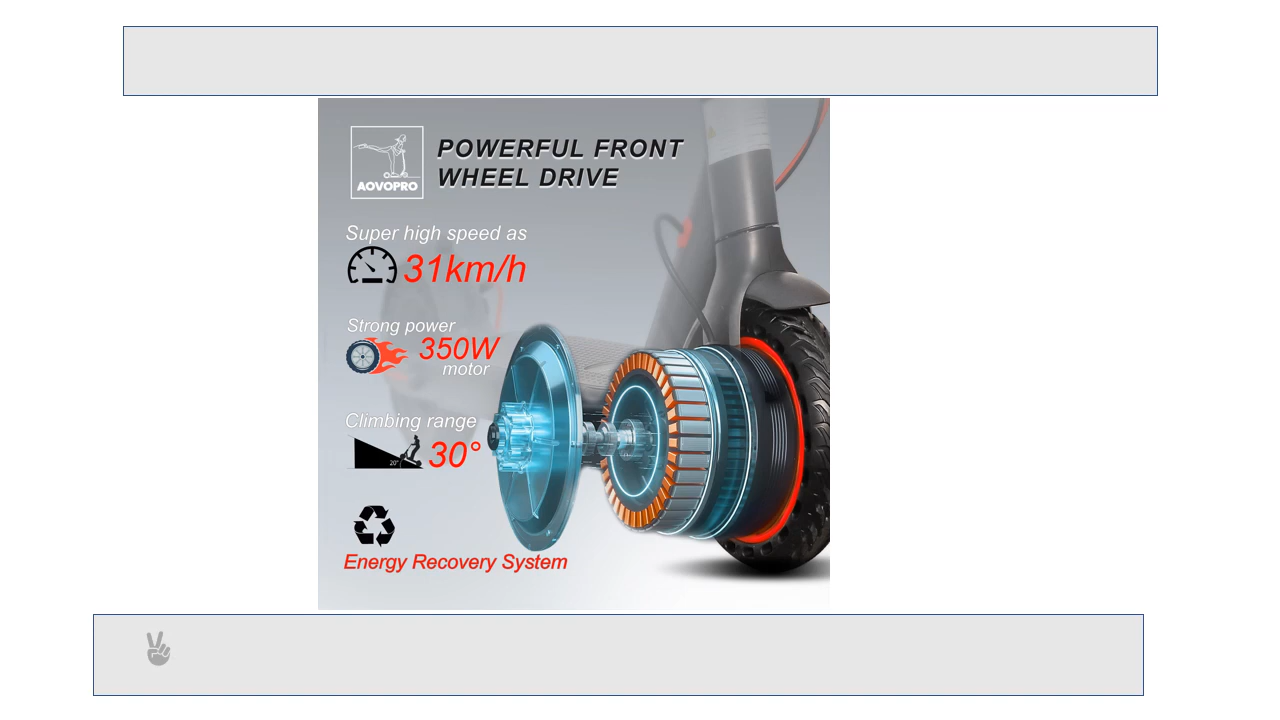 POWERFUL FRONT
WHEEL DRIVE
AOVOPRO
Super high speed as
31km/h
Strong power
350W
motor
Climbing range
20°
30°
Energy Recovery System